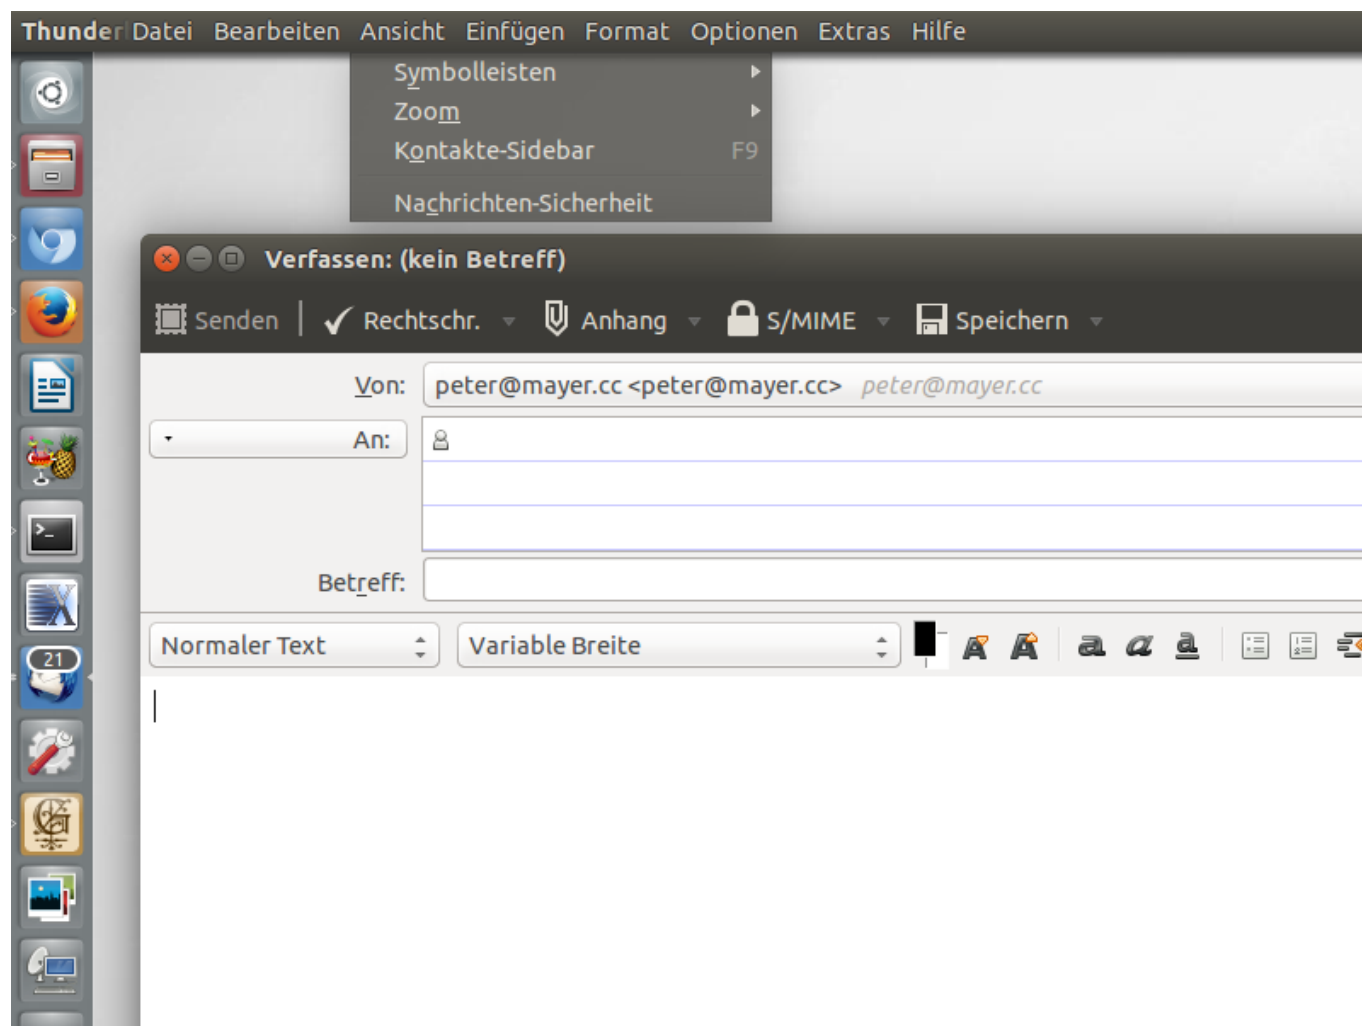 Thunder Datei Bearbeiten Ansicht Einfügen Format Optionen Extras Hilfe
Symbolleisten
Zoom
Kontakte-Sidebar F9
Nachrichten-Sicherheit
Verfassen: (kein Betreff)
Senden Rechtschr. Anhang S/MIME Speichern
Von: peter@mayer.cc <peter@mayer.cc> peter@mayer.cc
An:
Betreff:
Normaler Text Variable Breite A A a a a
21